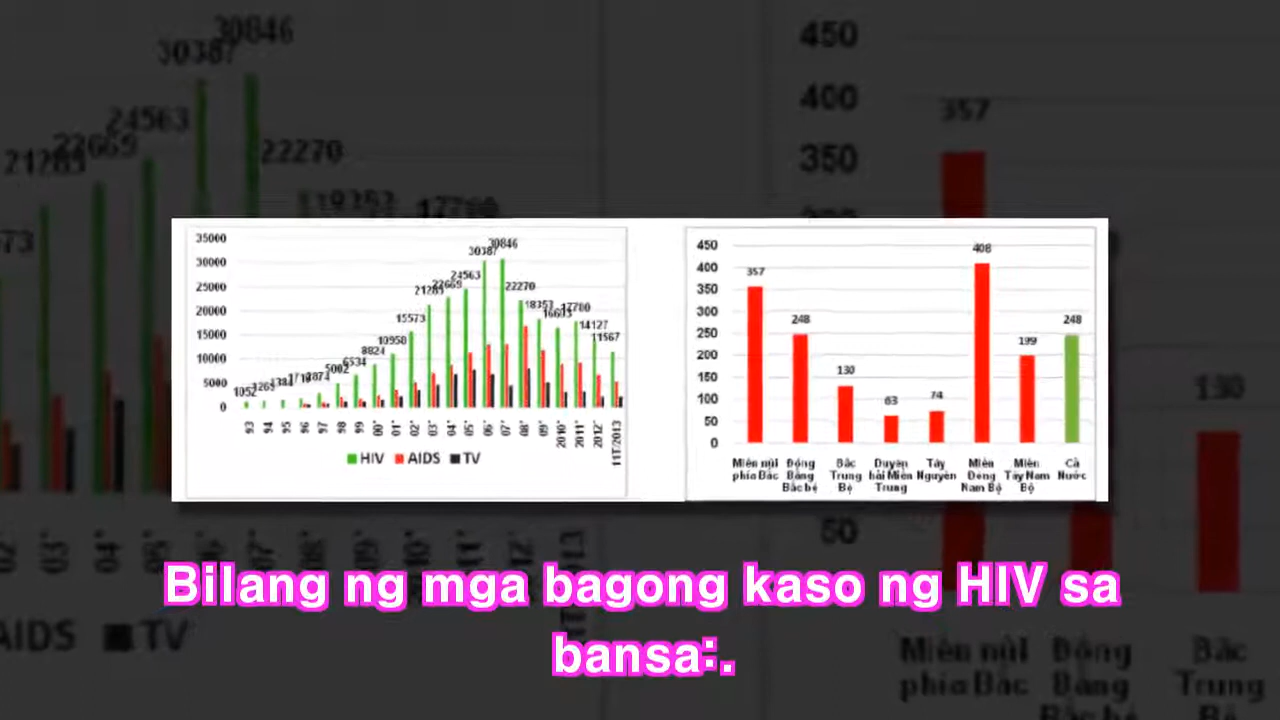 35000
30000
25000
20000
15000
10000
5000
0
1052
5002
6534
8824
10958
15573
21285
22669
24563
30387
30846
22270
18353
17780
14127
11567
93 94 95 96 97 98 99 00' 01' 02' 03' 04' 05' 06' 07' 08' 09' 2010' 2011' 2012' 11T/2013
HIV AIDS TV
450
400
350
300
250
200
150
100
50
0
357 248 130 63 74 408 199 248
Miền núi phía Bắc
Đồng Bằng Bắc bộ
Bắc Trung Bộ
Duyên hải Miền Trung
Tây Nguyên
Miền Đông Nam Bộ
Miền Tây Nam Bộ
Cả Nước
Bilang ng mga bagong kaso ng HIV sa
bansa:.